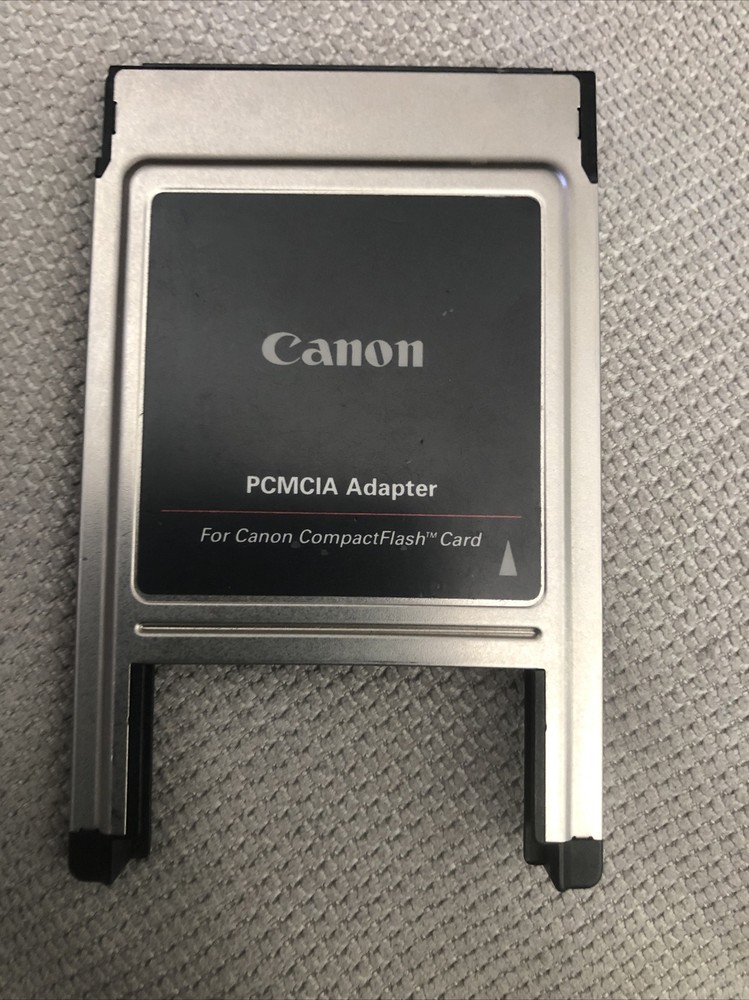 Canon
PCMCIA Adapter
For Canon CompactFlash™ Card